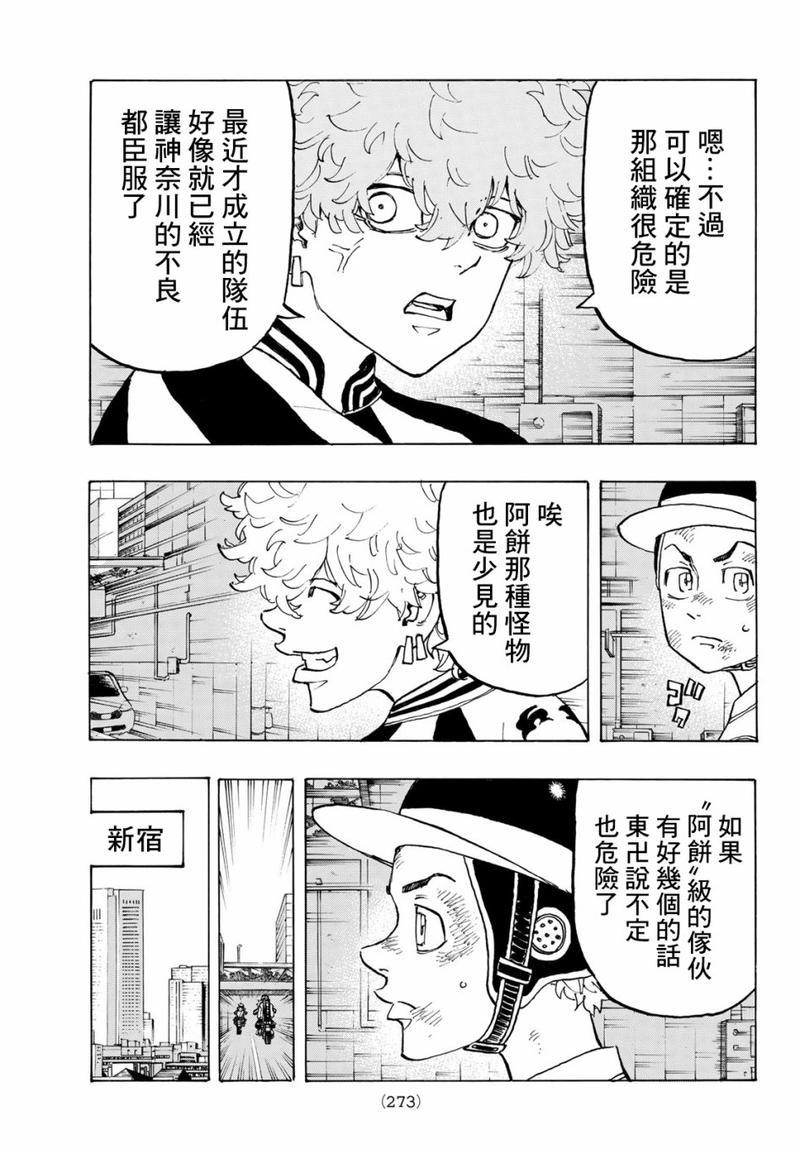 嗯…不過
可以確定的是
那組織很危險
最近才成立的隊伍
好像就已經
讓神奈川的不良
都臣服了
ゴク
唉
阿餅那種怪物
也是少見的
如果
“阿餅”級的傢伙
有好幾個的話
東卍說不定
也危險了
新宿
(273)